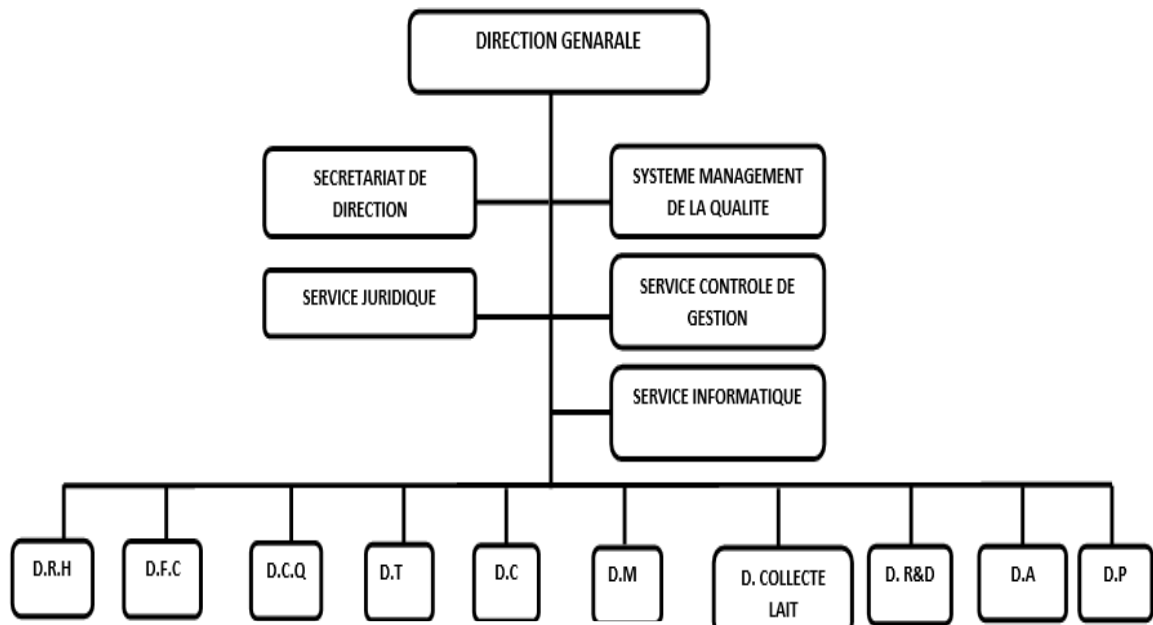 DIRECTION GENARALE
SECRETARIAT DE
DIRECTION
SYSTEME MANAGEMENT
DE LA QUALITE
SERVICE JURIDIQUE
SERVICE CONTROLE DE
GESTION
SERVICE INFORMATIQUE
D.R.H
D.F.C
D.C.Q
D.T
D.C
D.M
D. COLLECTE
LAIT
D. R&D
D.A
D.P